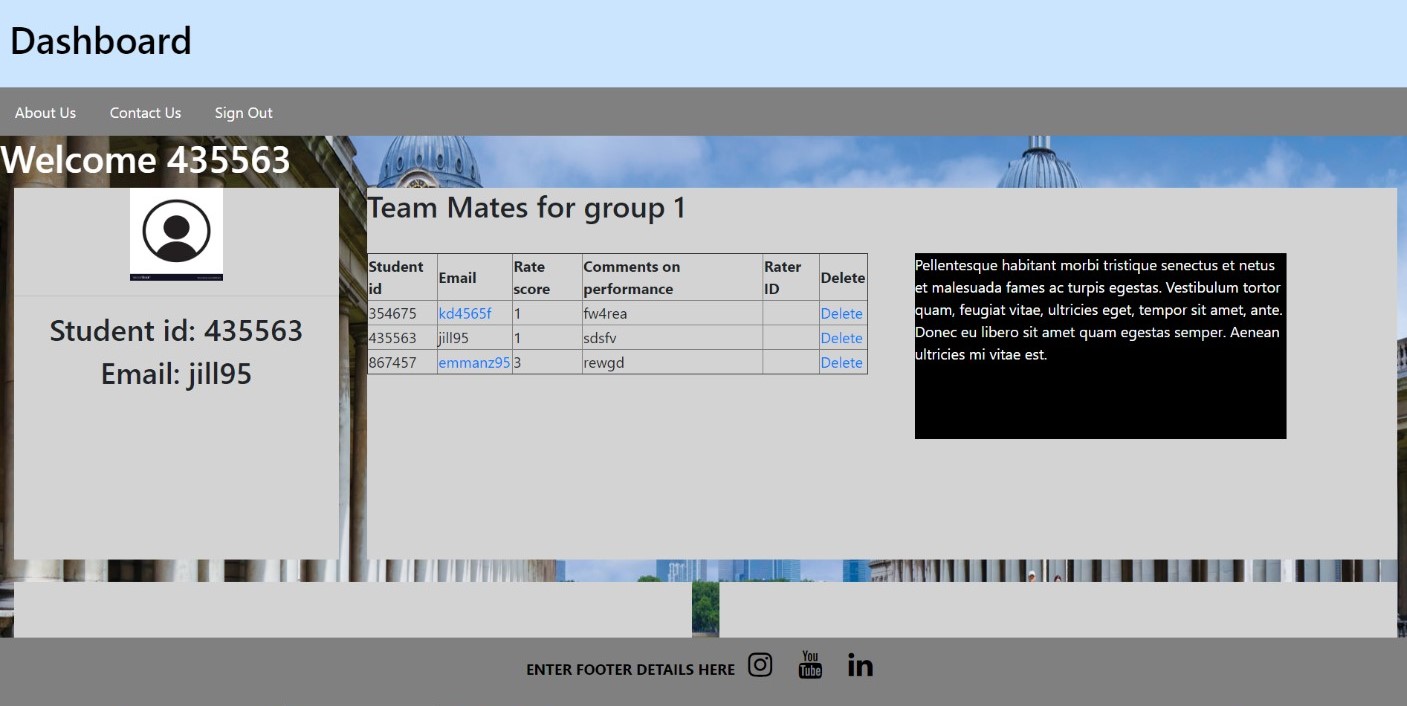 Dashboard
About Us Contact Us Sign Out
Welcome 435563
Student id: 435563
Email: jill95
Team Mates for group 1
Student id Email Rate score Comments on performance Rater ID Delete
354675 kd4565f 1 fw4rea Delete
435563 jill95 1 sdsfv Delete
867457 emmanz95 3 rewgd Delete
Pellentesque habitant morbi tristique senectus et netus
et malesuada fames ac turpis egestas. Vestibulum tortor
quam, feugiat vitae, ultricies eget, tempor sit amet, ante.
Donec eu libero sit amet quam egestas semper. Aenean
ultricies mi vitae est.
ENTER FOOTER DETAILS HERE You Tube in